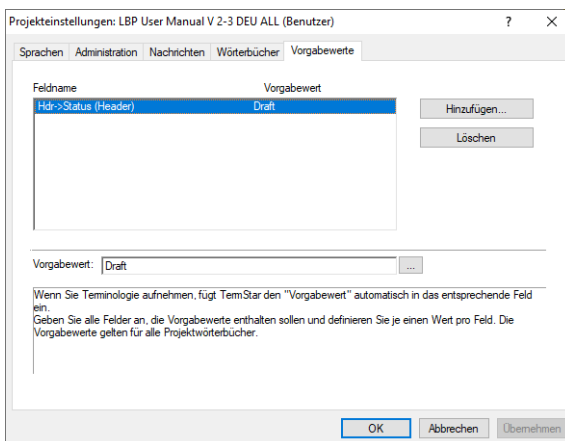 Projekteinstellungen: LBP User Manual V 2-3 DEU ALL (Benutzer) ? ×
Sprachen Administration Nachrichten Wörterbücher Vorgabewerte
Feldname Vorgabewert
Hdr->Status (Header) Draft
Hinzufügen...
Löschen
Vorgabewert: Draft ...
Wenn Sie Terminologie aufnehmen, fügt TermStar den "Vorgabewert" automatisch in das entsprechende Feld
ein.
Geben Sie alle Felder an, die Vorgabewerte enthalten sollen und definieren Sie je einen Wert pro Feld. Die
Vorgabewerte gelten für alle Projektwörterbücher.
OK Abbrechen Übernehmen